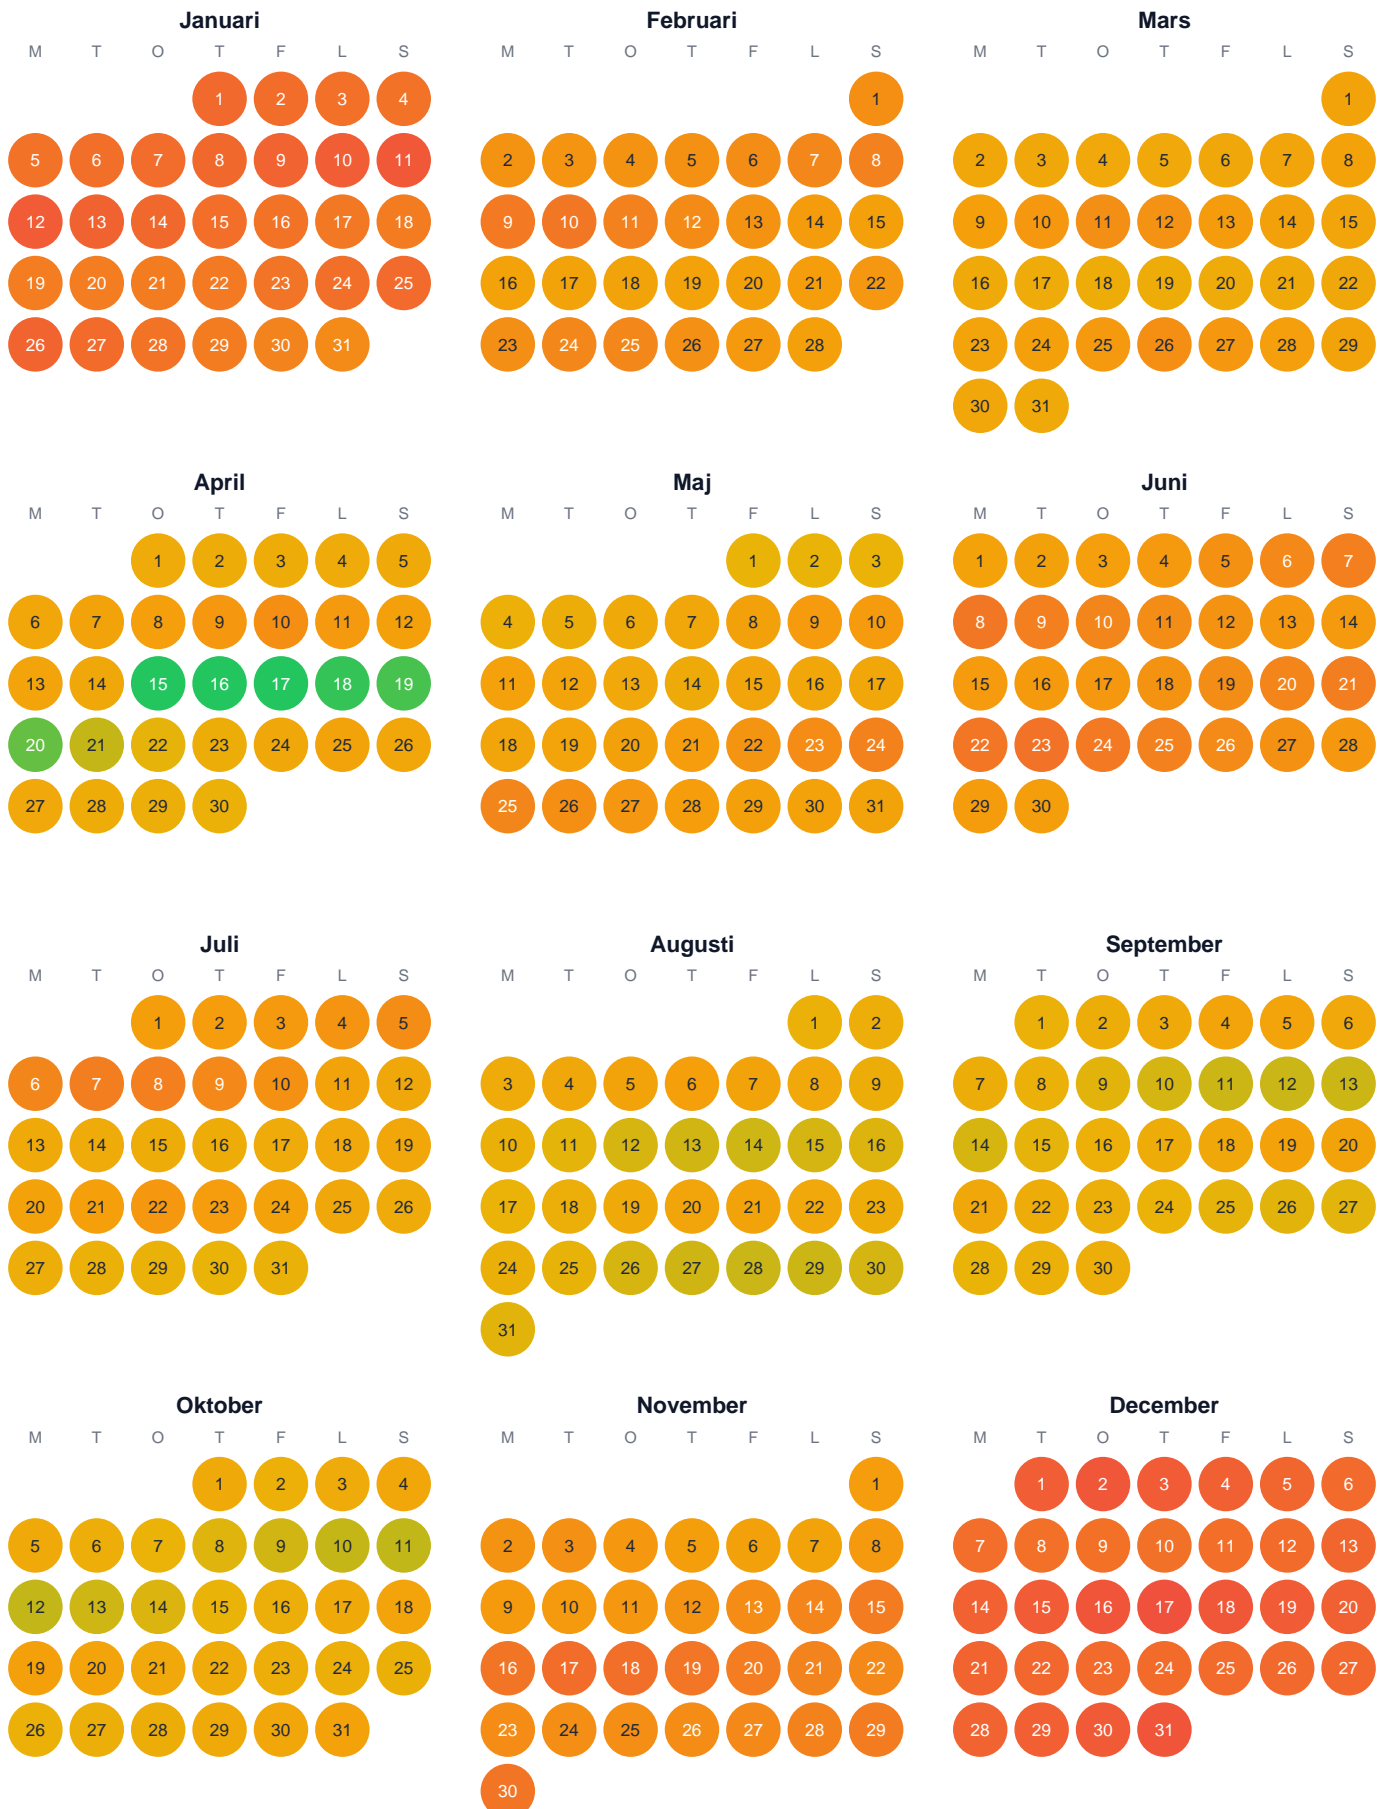 Januari Februari Mars
M T O T F L S M T O T F L S M T O T F L S
1 2 3 4 1 1
5 6 7 8 9 10 11 2 3 4 5 6 7 8 2 3 4 5 6 7 8
12 13 14 15 16 17 18 9 10 11 12 13 14 15 9 10 11 12 13 14 15
19 20 21 22 23 24 25 16 17 18 19 20 21 22 16 17 18 19 20 21 22
26 27 28 29 30 31 23 24 25 26 27 28 23 24 25 26 27 28 29
30 31
April Maj Juni
M T O T F L S M T O T F L S M T O T F L S
1 2 3 4 5 1 2 3 1 2 3 4 5 6 7
6 7 8 9 10 11 12 4 5 6 7 8 9 10 8 9 10 11 12 13 14
13 14 15 16 17 18 19 11 12 13 14 15 16 17 15 16 17 18 19 20 21
20 21 22 23 24 25 26 18 19 20 21 22 23 24 22 23 24 25 26 27 28
27 28 29 30 25 26 27 28 29 30 31 29 30
Juli Augusti September
M T O T F L S M T O T F L S M T O T F L S
1 2 3 4 5 1 2 1 2 3 4 5 6
6 7 8 9 10 11 12 3 4 5 6 7 8 9 7 8 9 10 11 12 13
13 14 15 16 17 18 19 10 11 12 13 14 15 16 14 15 16 17 18 19 20
20 21 22 23 24 25 26 17 18 19 20 21 22 23 21 22 23 24 25 26 27
27 28 29 30 31 24 25 26 27 28 29 30 28 29 30
31
Oktober November December
M T O T F L S M T O T F L S M T O T F L S
1 2 3 4 1 1 2 3 4 5 6
5 6 7 8 9 10 11 2 3 4 5 6 7 8 7 8 9 10 11 12 13
12 13 14 15 16 17 18 9 10 11 12 13 14 15 14 15 16 17 18 19 20
19 20 21 22 23 24 25 16 17 18 19 20 21 22 21 22 23 24 25 26 27
26 27 28 29 30 31 23 24 25 26 27 28 29 28 29 30 31
30